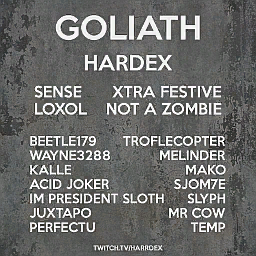 GOLIATH
HARDEX
SENSE XTRA FESTIVE
LOXOL NOT A ZOMBIE
BEETLE179 TROFLECOPTER
WAYNE3288 MELINDER
KALLE MAKO
ACID JOKER SJOM7E
IM PRESIDENT SLOTH SLYPH
JUXTAPO MR COW
PERFECTU TEMP
TWITCH.TV/HARRDEX